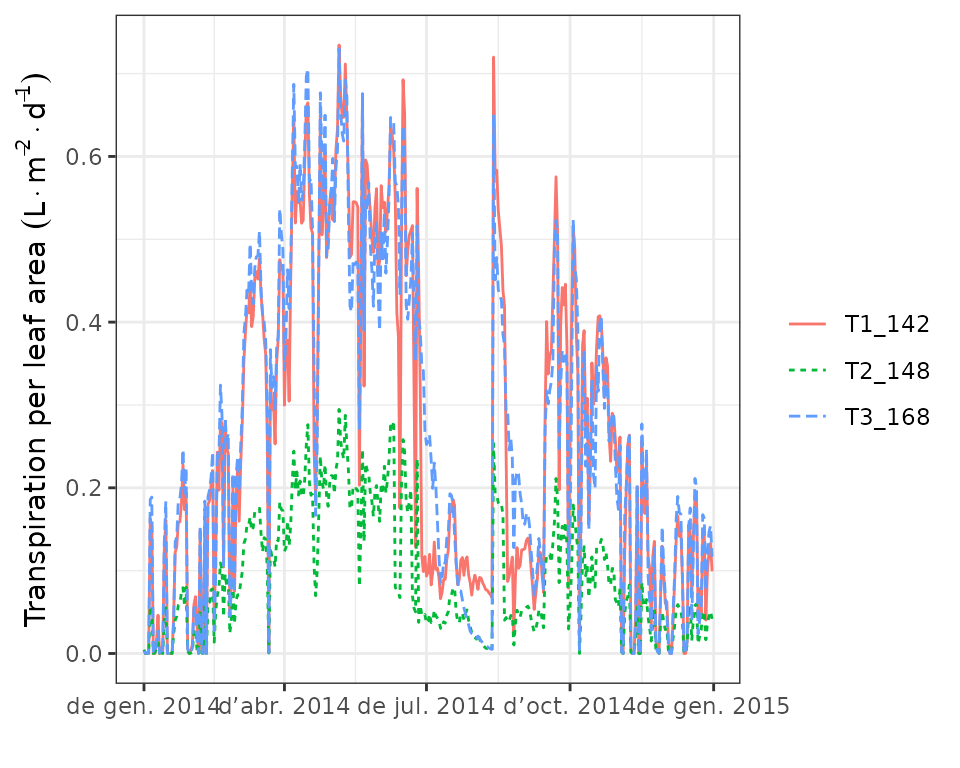 Transpiration per leaf area (L · m⁻² · d⁻¹)
0.6
0.4
0.2
0.0
de gen. 2014 d’abr. 2014 de jul. 2014 d’oct. 2014 de gen. 2015
T1_142
T2_148
T3_168